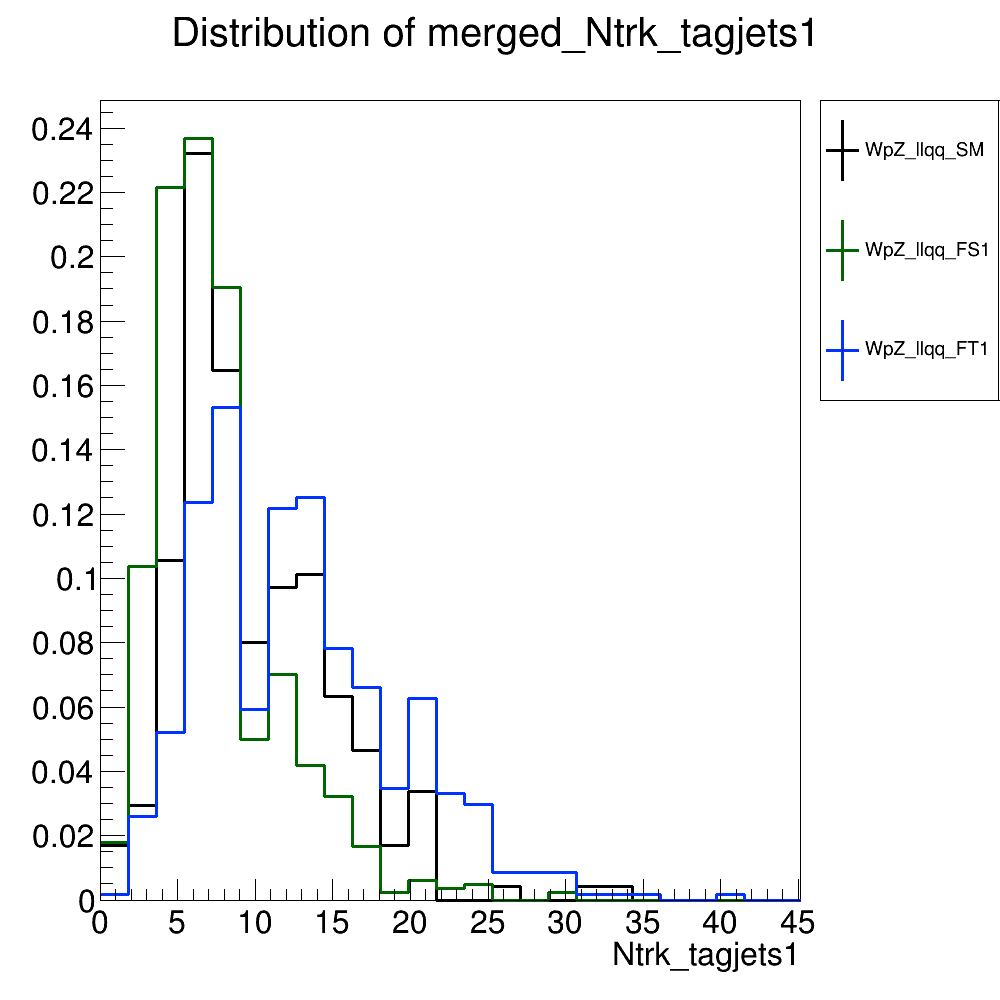 Distribution of merged_Ntrk_tagjets1
0.24
0.22
0.2
0.18
0.16
0.14
0.12
0.1
0.08
0.06
0.04
0.02
0
0 5 10 15 20 25 30 35 40 45
Ntrk_tagjets1
WpZ_llqq_SM
WpZ_llqq_FS1
WpZ_llqq_FT1